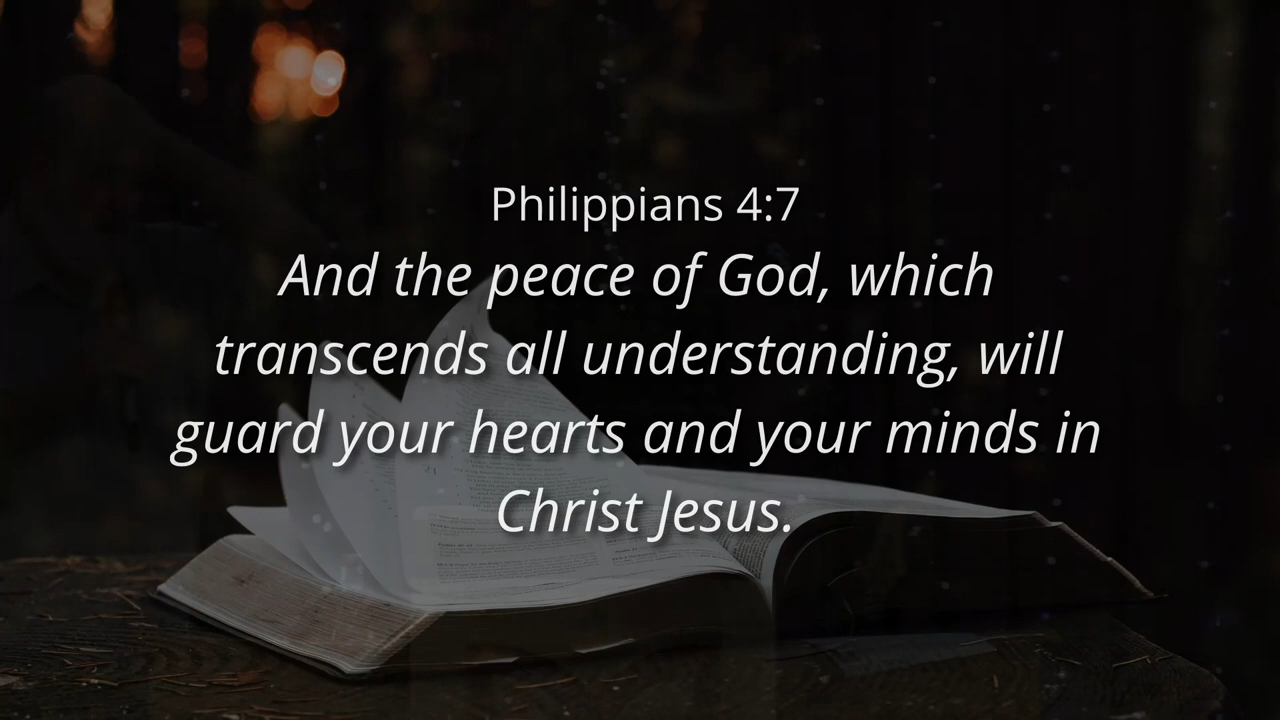 Philippians 4:7
And the peace of God, which
transcends all understanding, will
guard your hearts and your minds in
Christ Jesus.